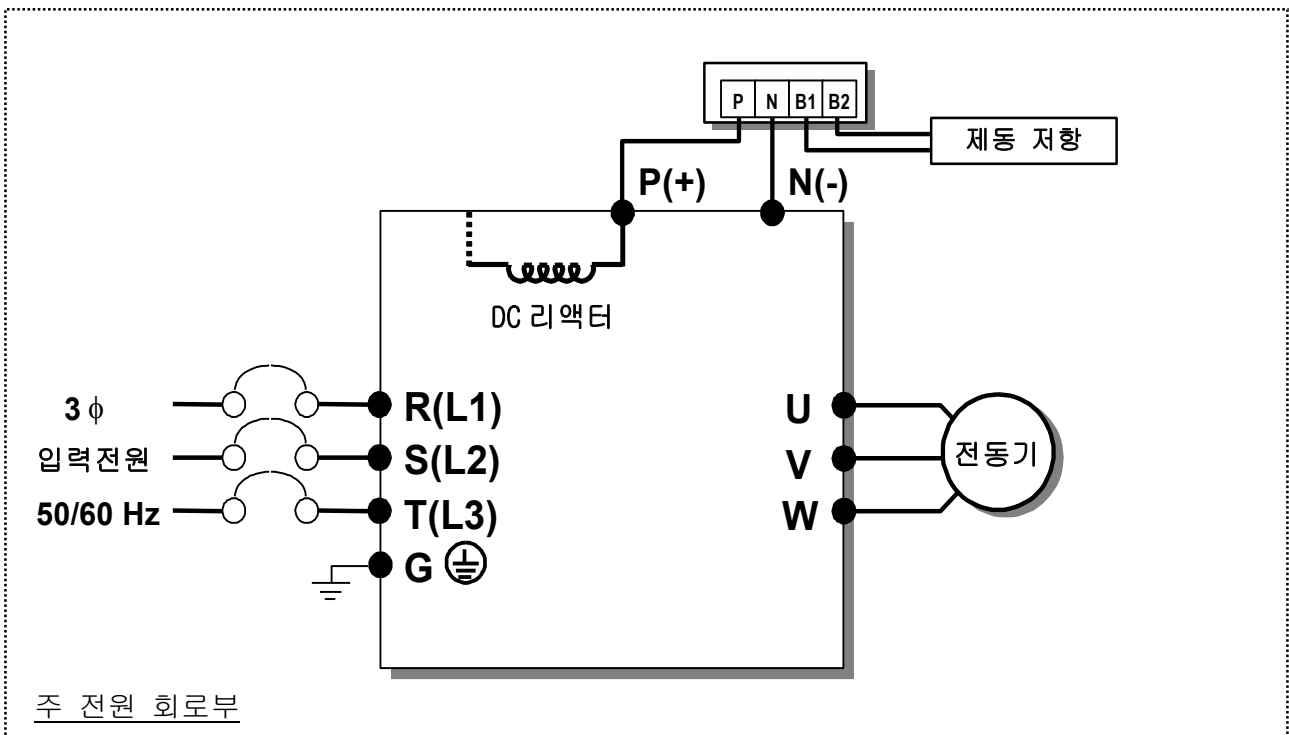 P N B1 B2
제동 저항
P(+) N(-)
DC 리액터
3 ϕ
입력전원
50/60 Hz
R(L1)
S(L2)
T(L3)
G
U
V
W
전동기
주 전원 회로부